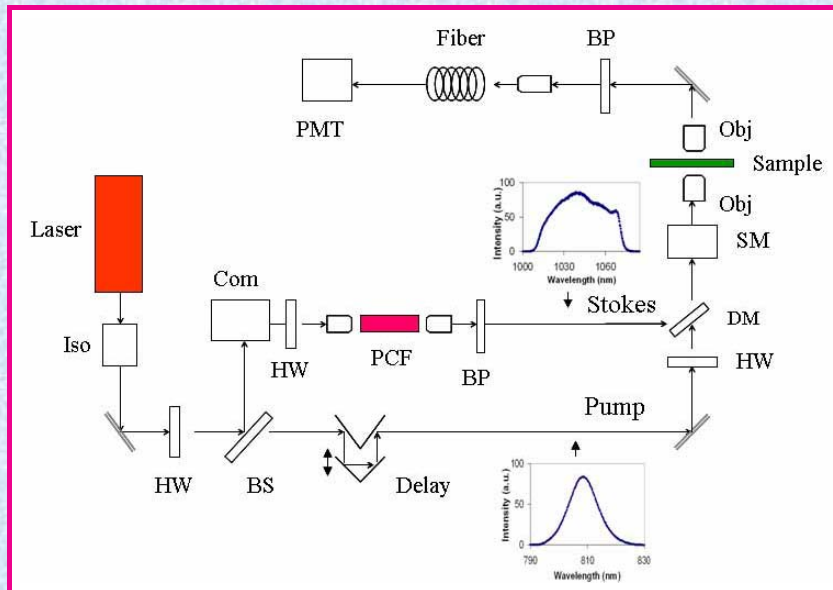 Fiber
BP
PMT
Obj
Sample
Obj
SM
Laser
Intensity (a.u.)
100
50
0
1000
1030
1060
Wavelength (nm)
Com
Stokes
DM
Iso
HW
PCF
BP
HW
Pump
HW
BS
Delay
Intensity (a.u.)
100
50
0
790
810
830
Wavelength (nm)